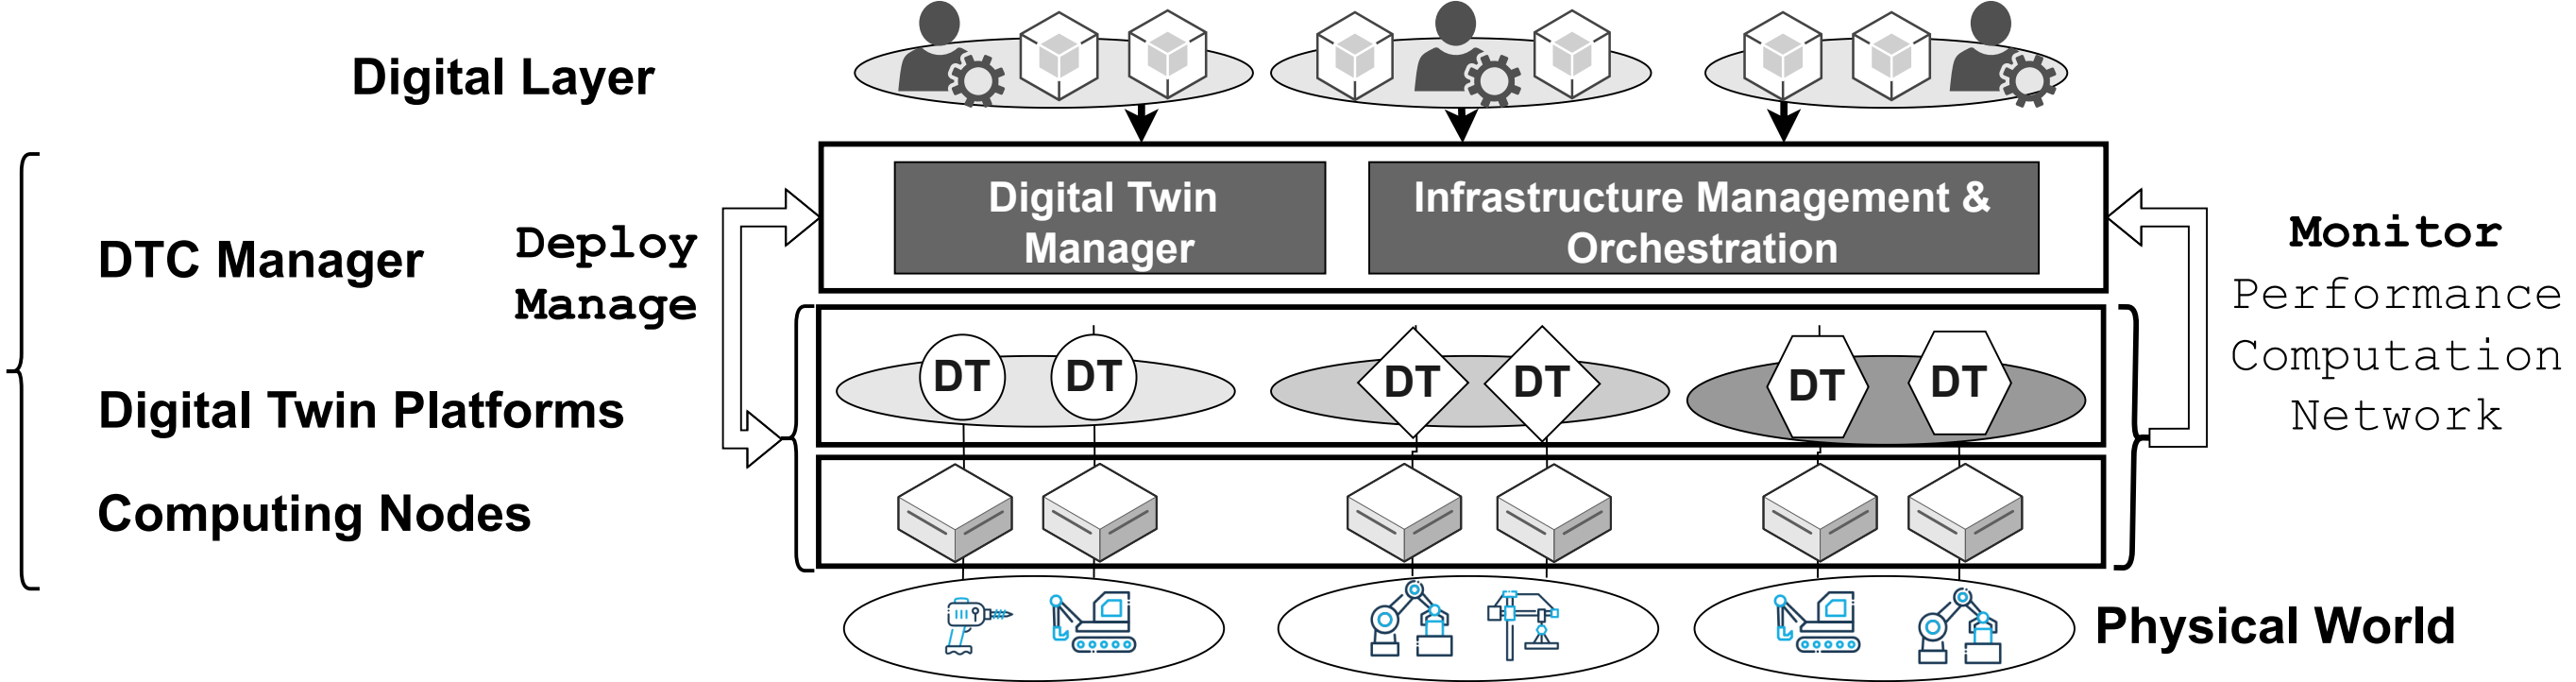 Digital Layer
DTC Manager
Digital Twin Platforms
Computing Nodes
Deploy
Manage
Digital Twin
Manager
Infrastructure Management &
Orchestration
DT
DT
DT
DT
DT
DT
Monitor
Performance
Computation
Network
Physical World